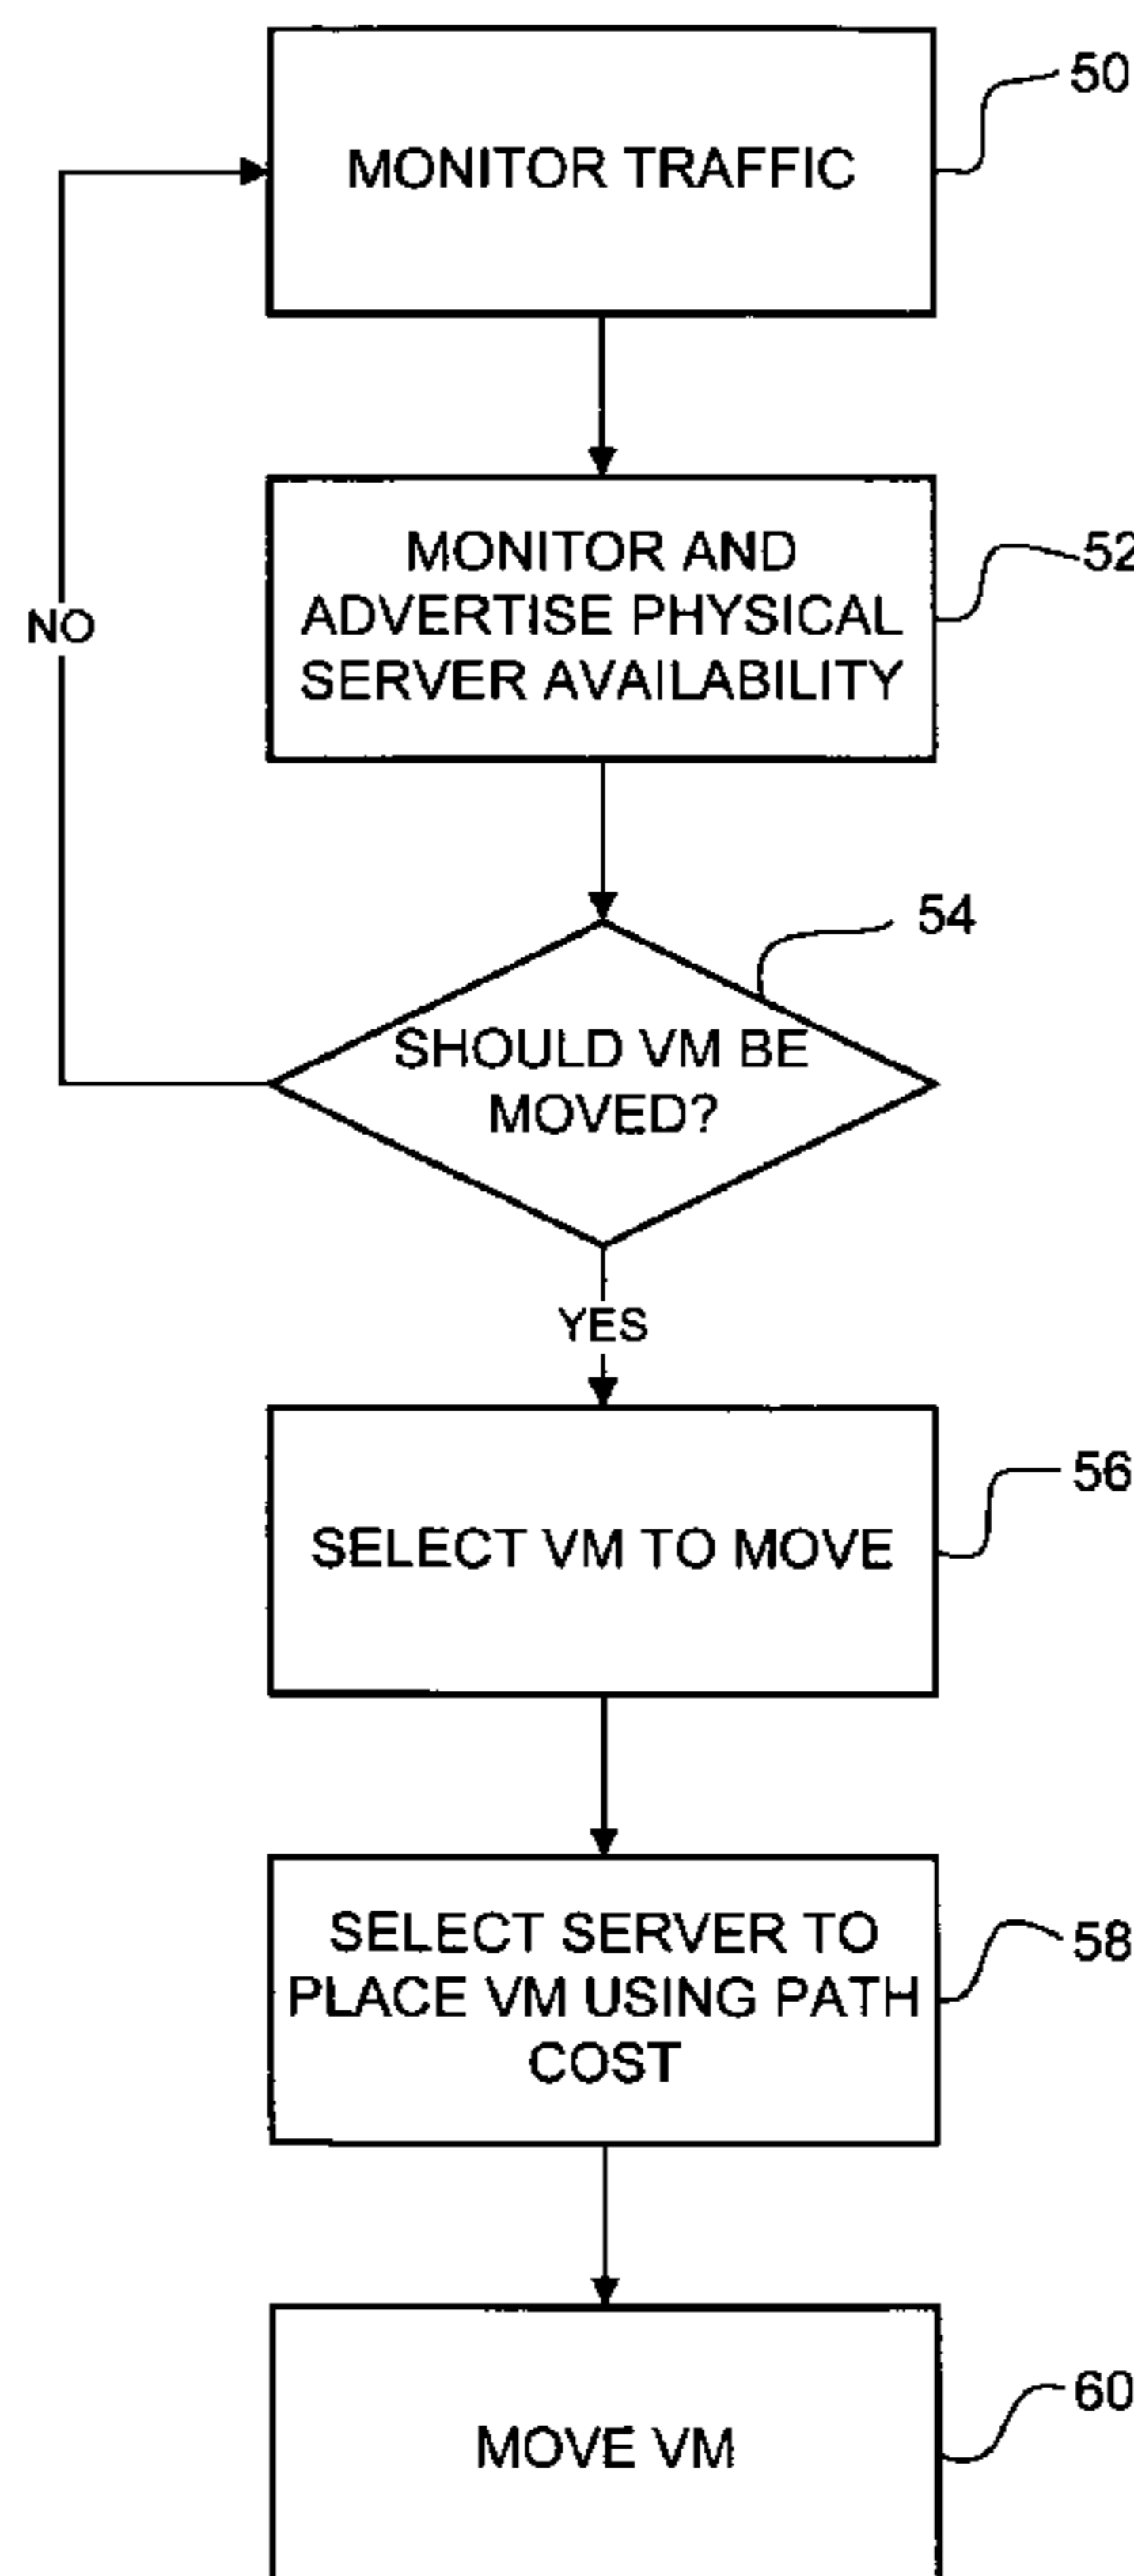 50
MONITOR TRAFFIC
MONITOR AND
ADVERTISE PHYSICAL
SERVER AVAILABILITY
52
NO
54
SHOULD VM BE
MOVED?
YES
56
SELECT VM TO MOVE
SELECT SERVER TO
PLACE VM USING PATH
COST
58
60
MOVE VM